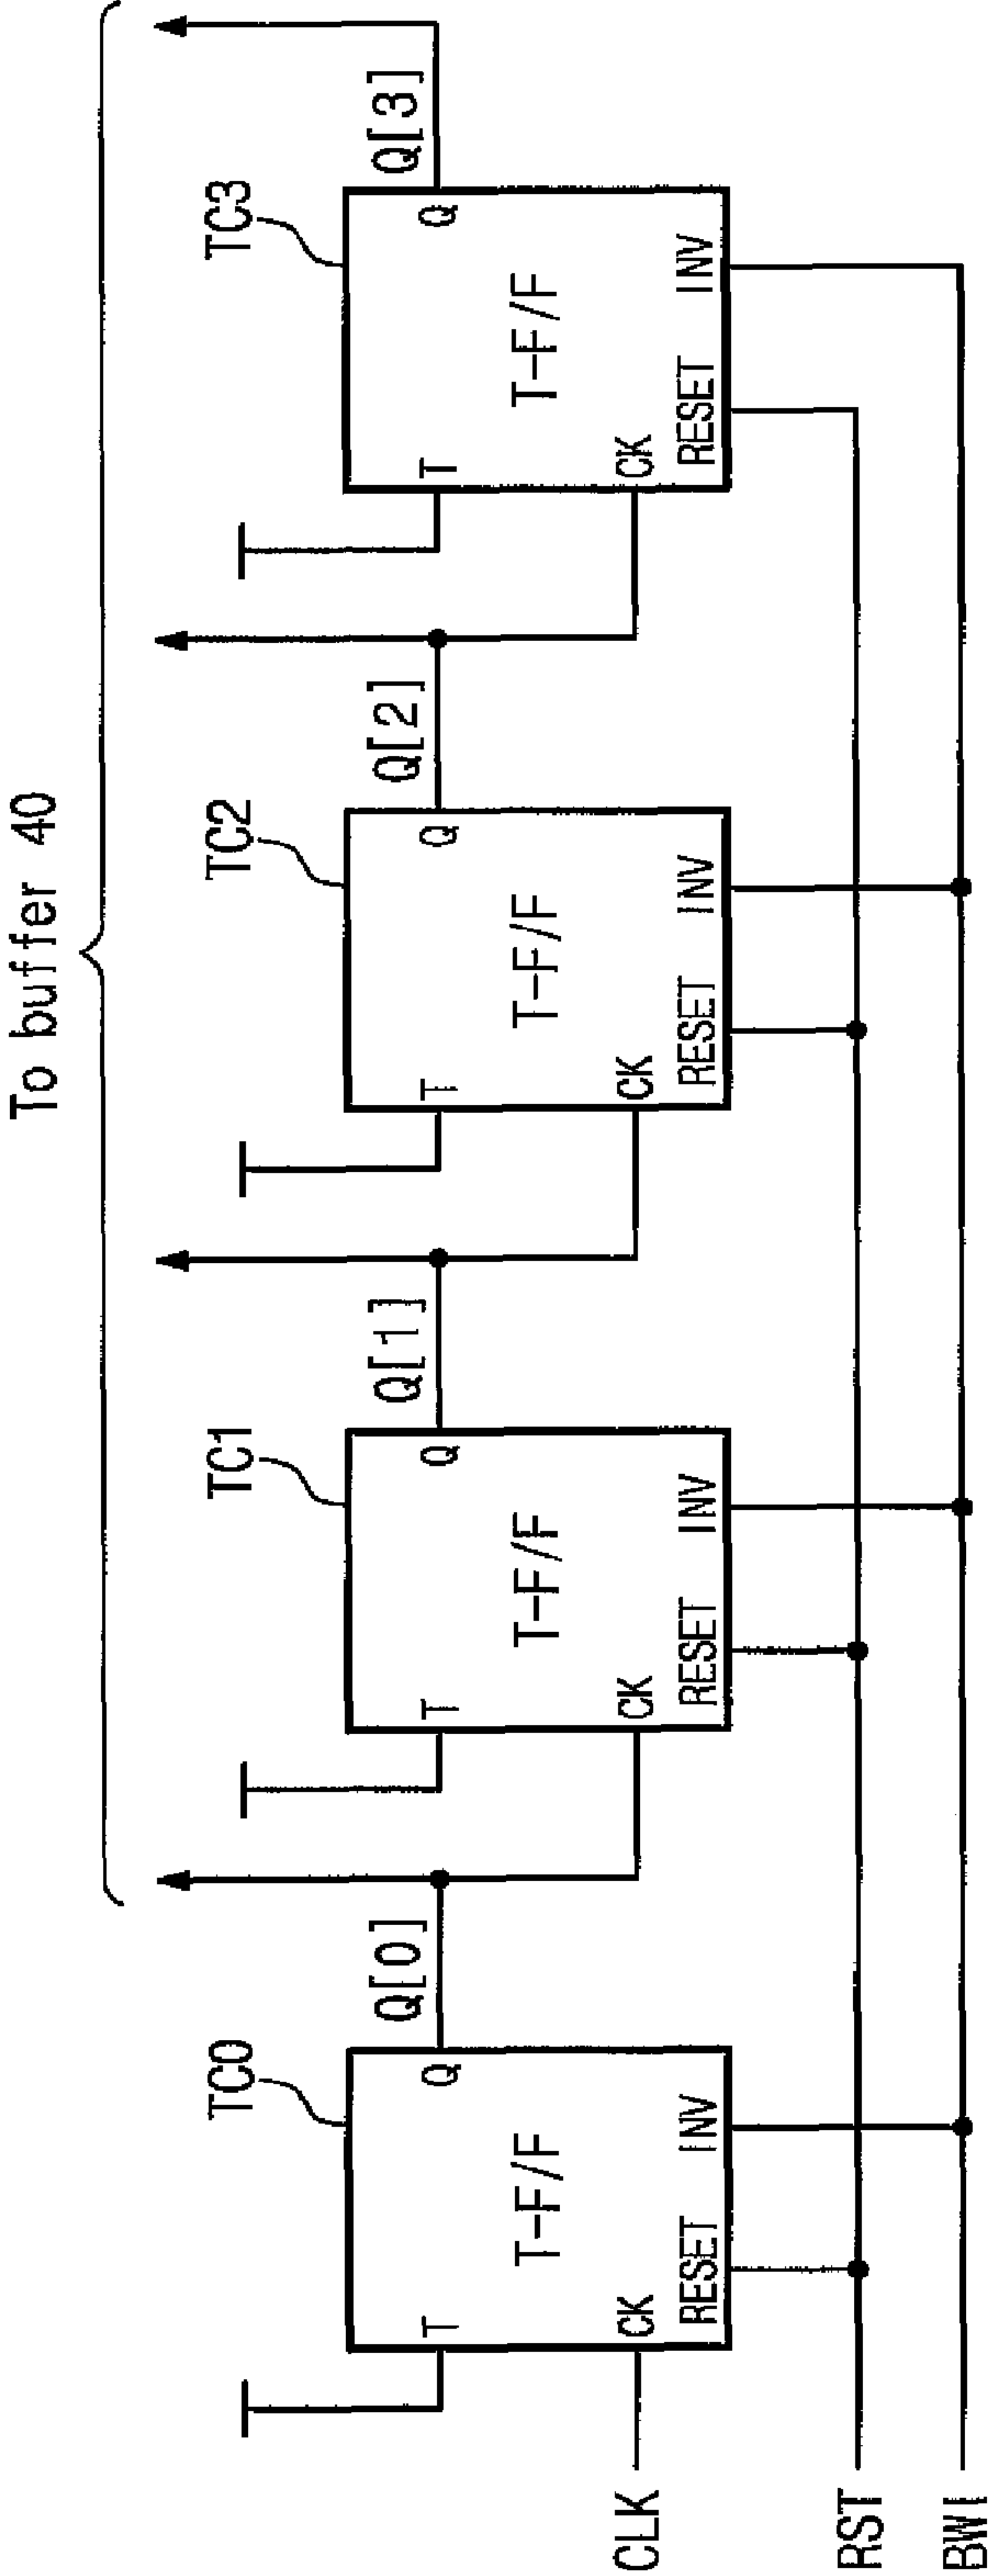 To buffer 40
TC0
TC1
TC2
TC3
Q[0]
Q[1]
Q[2]
Q[3]
T
Q
T
Q
T
Q
T
Q
T-F/F
T-F/F
T-F/F
T-F/F
CLK
CK
CK
CK
CK
RESET
INV
RESET
INV
RESET
INV
RESET
INV
RST
BWI